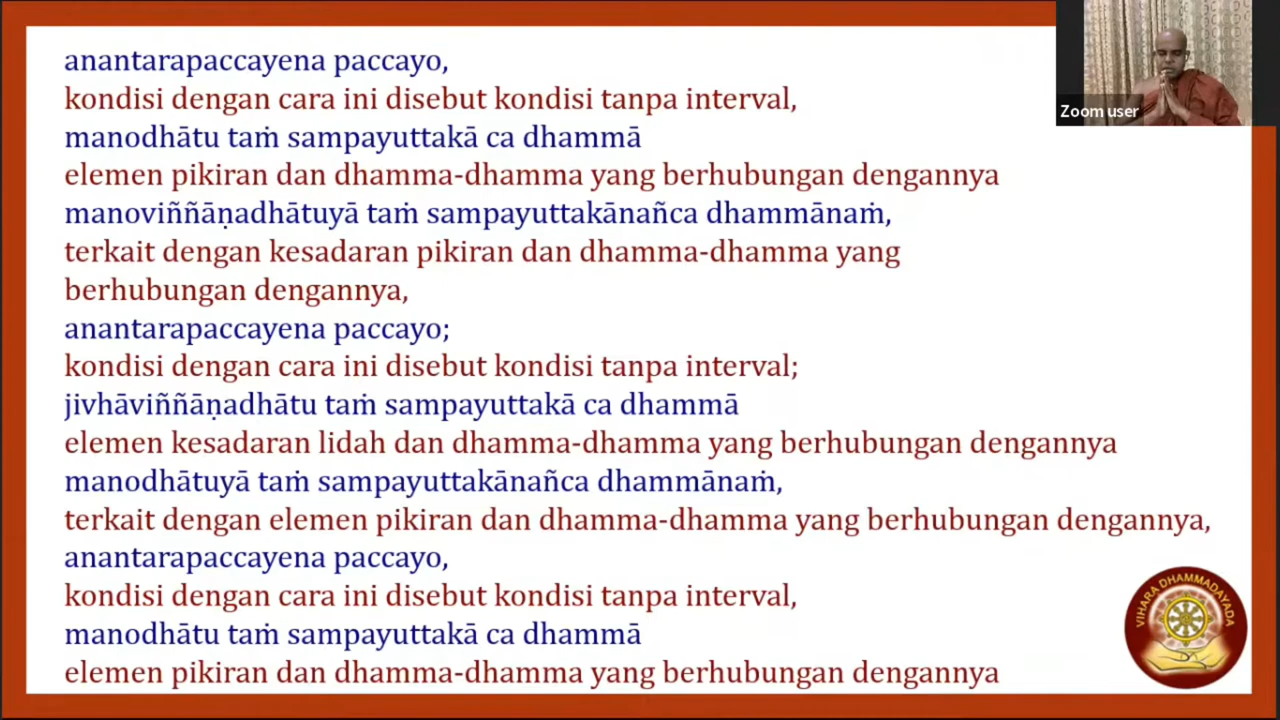 anantarapaccayena paccayo,
kondisi dengan cara ini disebut kondisi tanpa interval,
manodhātu taṁ sampayuttakā ca dhammā
elemen pikiran dan dhamma-dhamma yang berhubungan dengannya
manoviññāṇadhātuyā taṁ sampayuttakānañca dhammānaṁ,
terkait dengan kesadaran pikiran dan dhamma-dhamma yang
berhubungan dengannya,
anantarapaccayena paccayo;
kondisi dengan cara ini disebut kondisi tanpa interval;
jivhāviññāṇadhātu taṁ sampayuttakā ca dhammā
elemen kesadaran lidah dan dhamma-dhamma yang berhubungan dengannya
manodhātuyā taṁ sampayuttakānañca dhammānaṁ,
terkait dengan elemen pikiran dan dhamma-dhamma yang berhubungan dengannya,
anantarapaccayena paccayo,
kondisi dengan cara ini disebut kondisi tanpa interval,
manodhātu taṁ sampayuttakā ca dhammā
elemen pikiran dan dhamma-dhamma yang berhubungan dengannya
Zoom user
VIHARA DHAMMADAYADA